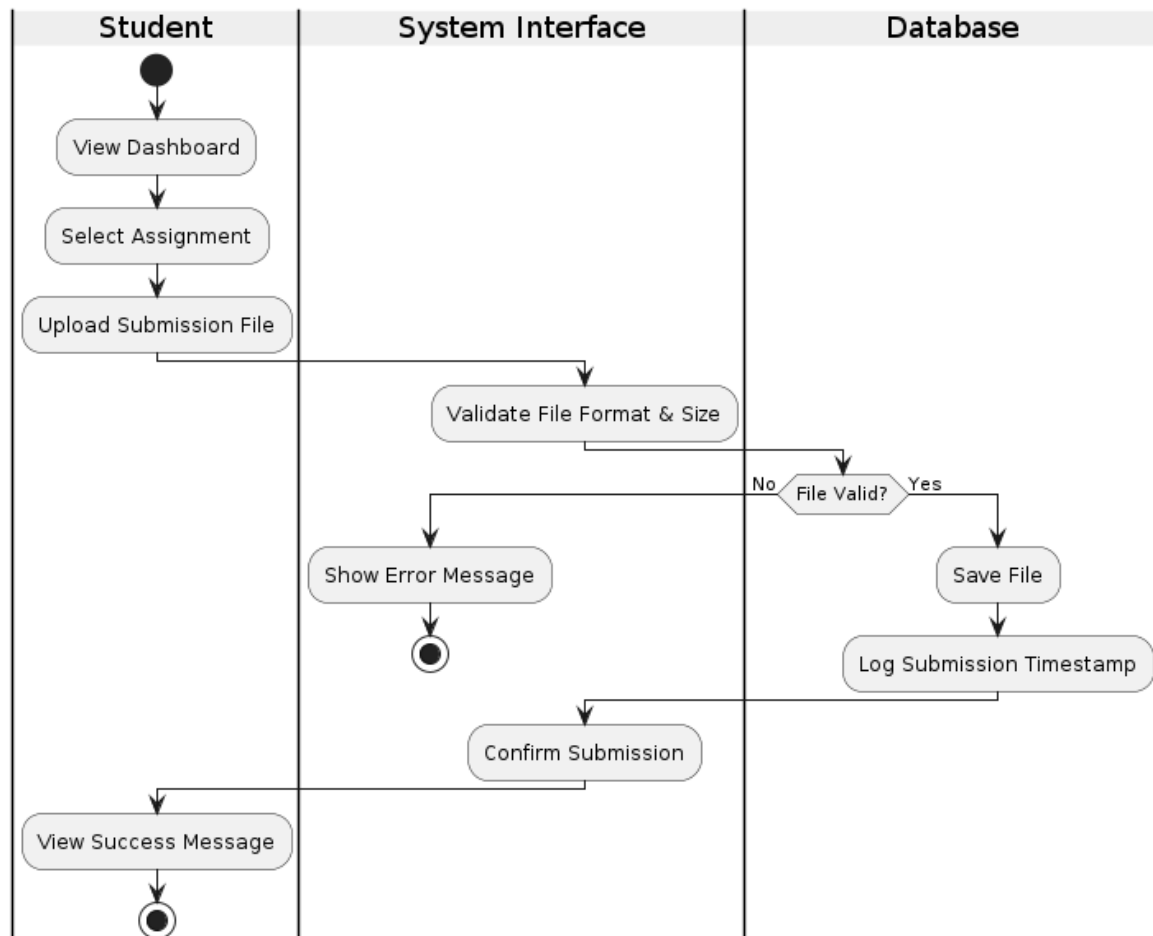 Student
System Interface
Database
View Dashboard
Select Assignment
Upload Submission File
Validate File Format & Size
No
File Valid?
Yes
Show Error Message
Save File
Log Submission Timestamp
Confirm Submission
View Success Message